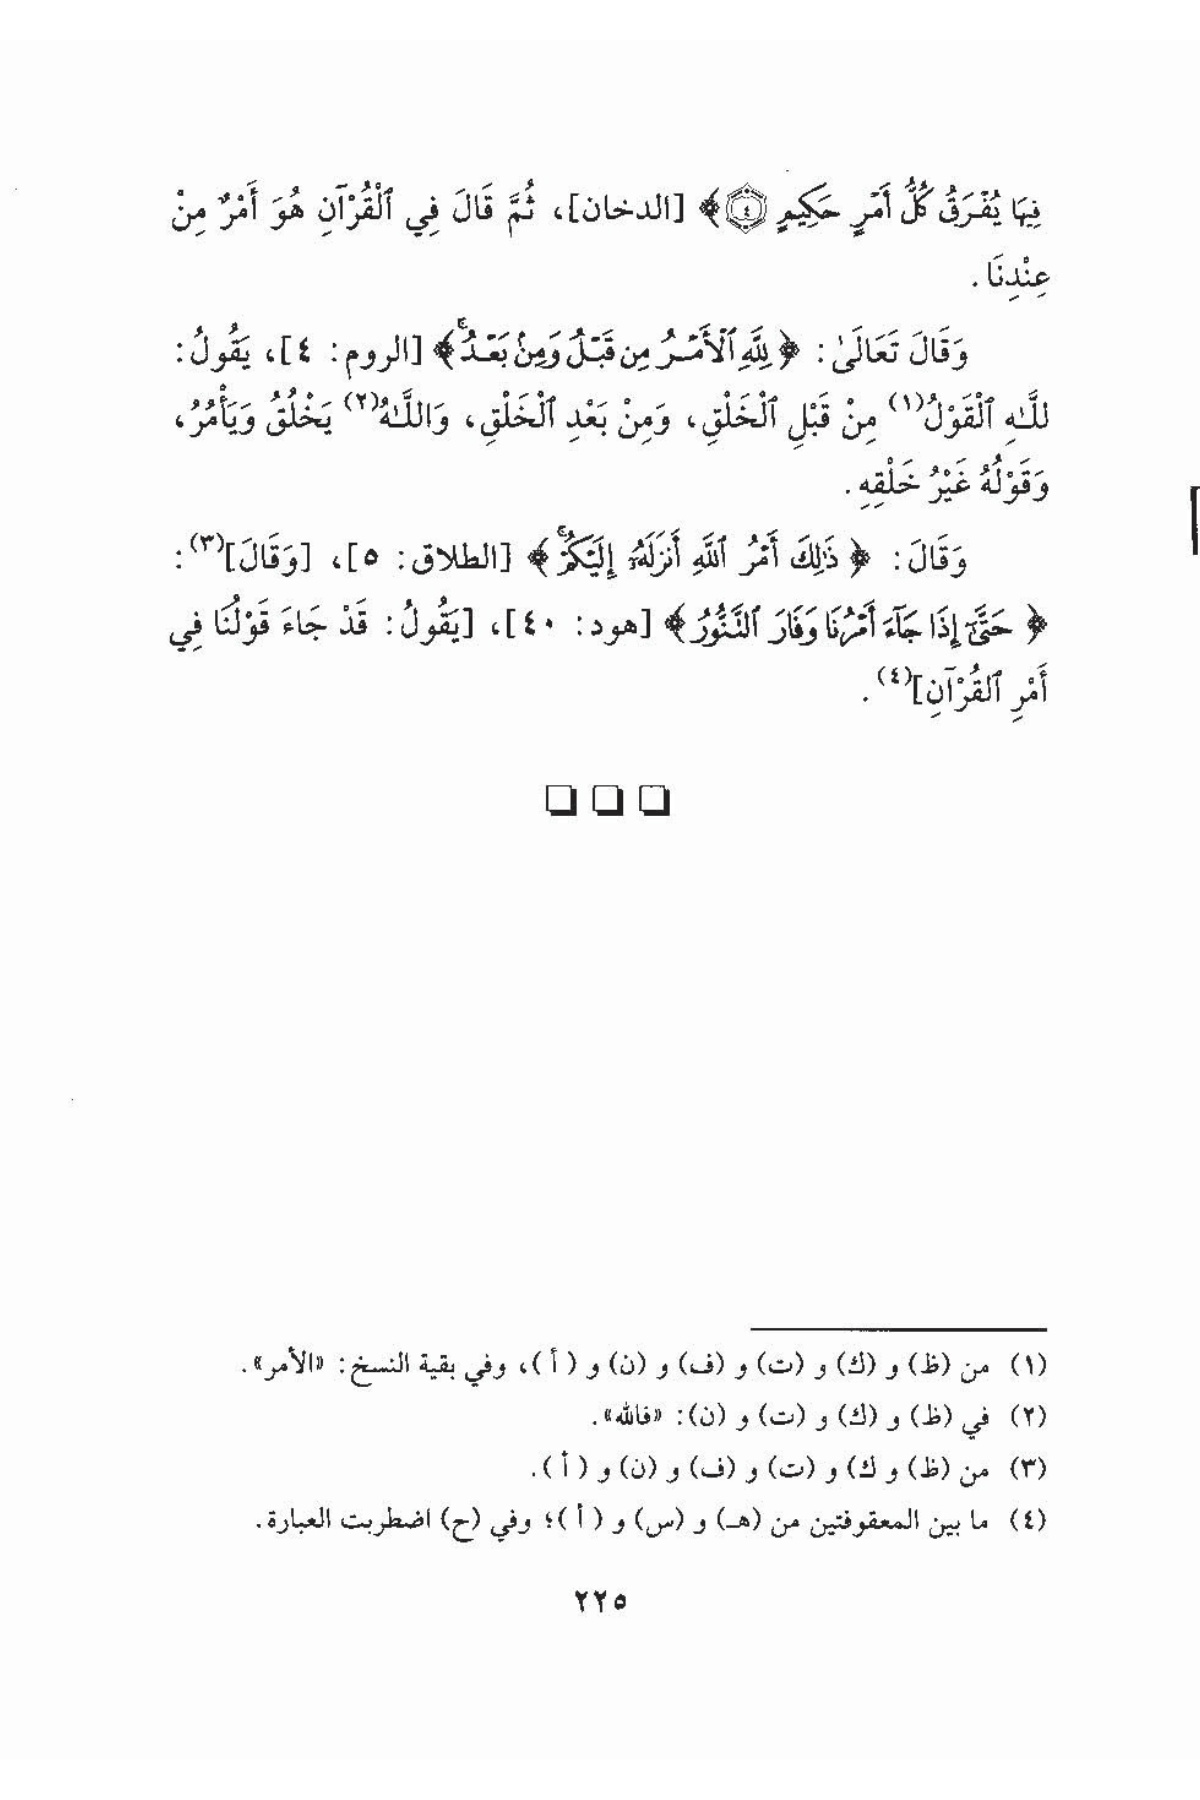 فِيهَا يُفْرَقُ كُلُّ أَمْرٍ حَكِيمٍ ۝٤﴾ [الدخان]، ثُمَّ قَالَ فِي ٱلْقُرْآنِ هُوَ أَمْرٌ مِنْ
عِنْدِنَا.
وَقَالَ تَعَالَىٰ: ﴿لِلَّهِ ٱلْأَمْرُ مِن قَبْلُ وَمِنۢ بَعْدُۚ﴾ [الروم: ٤]، يَقُولُ:
للَّـٰهِ ٱلْقَوْلُ(١) مِنْ قَبْلِ ٱلْخَلْقِ، وَمِنْ بَعْدِ ٱلْخَلْقِ، وَاللَّـٰهُ(٢) يَخْلُقُ وَيَأْمُرُ،
وَقَوْلُهُ غَيْرُ خَلْقِهِ.
وَقَالَ: ﴿ذَٰلِكَ أَمْرُ ٱللَّهِ أَنزَلَهُۥٓ إِلَيْكُمْۚ﴾ [الطلاق: ٥]، [وَقَالَ](٣):
﴿حَتَّىٰٓ إِذَا جَآءَ أَمْرُنَا وَفَارَ ٱلتَّنُّورُ﴾ [هود: ٤٠]، [يَقُولُ: قَدْ جَاءَ قَوْلُنَا فِي
أَمْرِ ٱلقُرْآنِ](٤).
(١) من (ظ) و (ك) و (ت) و (ف) و (ن) و (أ)، وفي بقية النسخ: «الأمر».
(٢) في (ظ) و (ك) و (ت) و (ن): «فالله».
(٣) من (ظ) و ك) و (ت) و (ف) و (ن) و (أ).
(٤) ما بين المعقوفتين من (هـ) و (س) و (أ)؛ وفي (ح) اضطربت العبارة.
٢٢٥